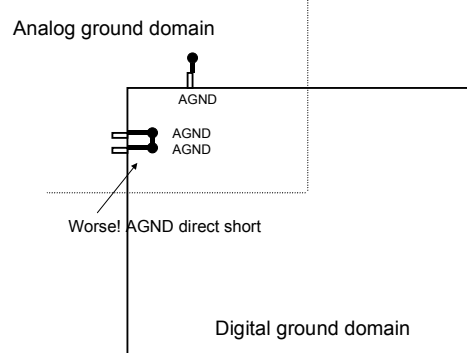 Analog ground domain
AGND
AGND
AGND
Worse! AGND direct short
Digital ground domain